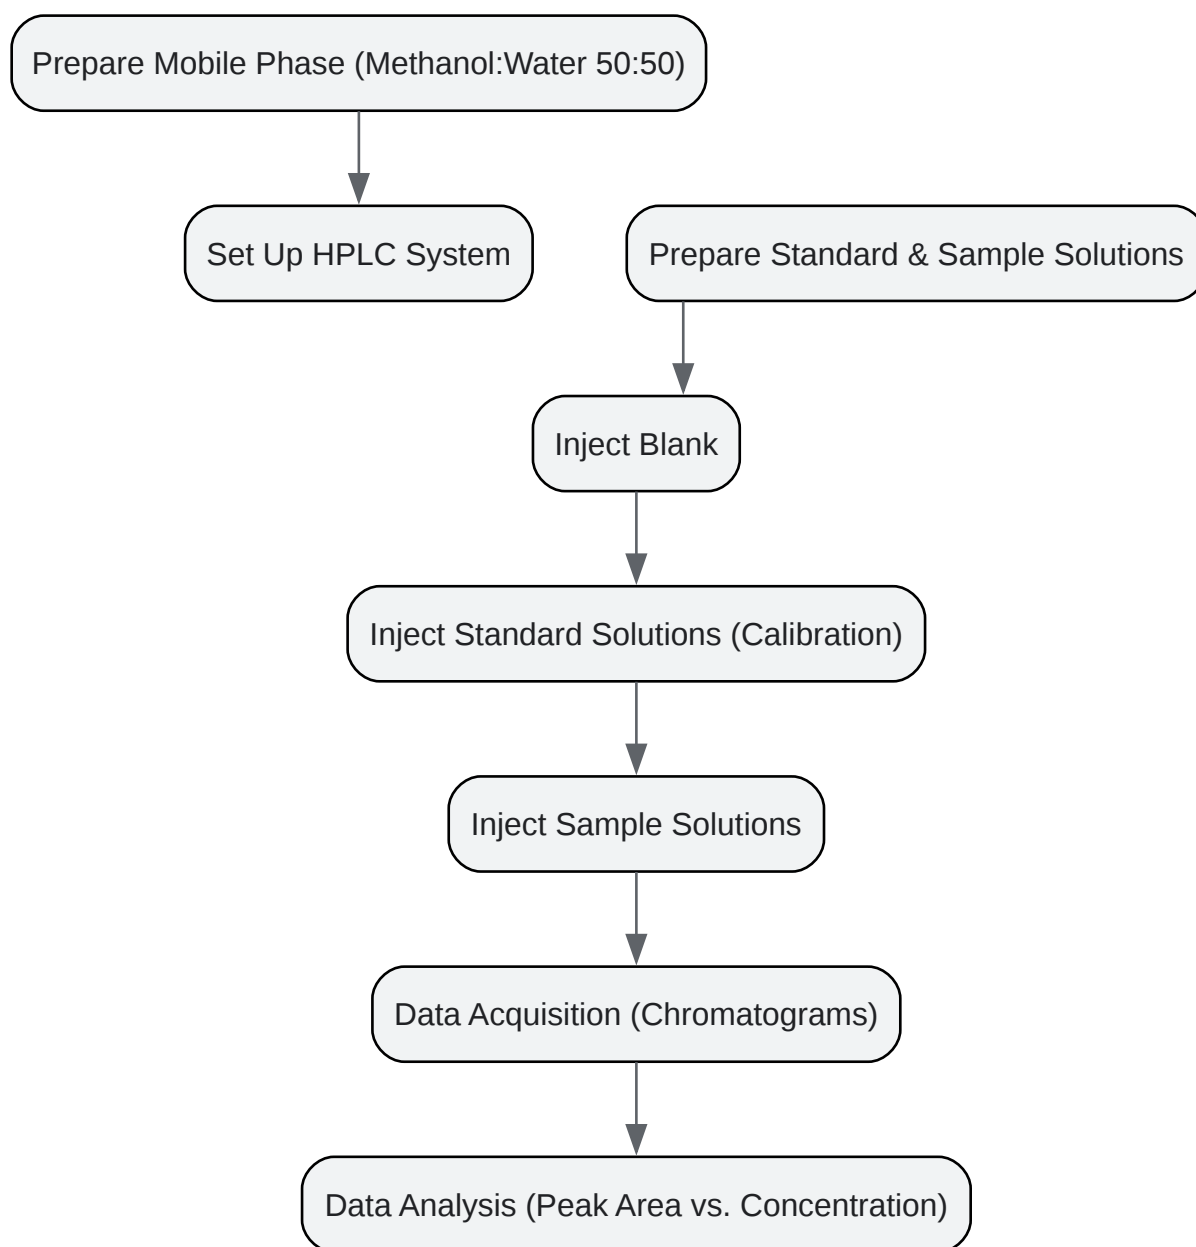 Prepare Mobile Phase (Methanol:Water 50:50)
Set Up HPLC System
Prepare Standard & Sample Solutions
Inject Blank
Inject Standard Solutions (Calibration)
Inject Sample Solutions
Data Acquisition (Chromatograms)
Data Analysis (Peak Area vs. Concentration)